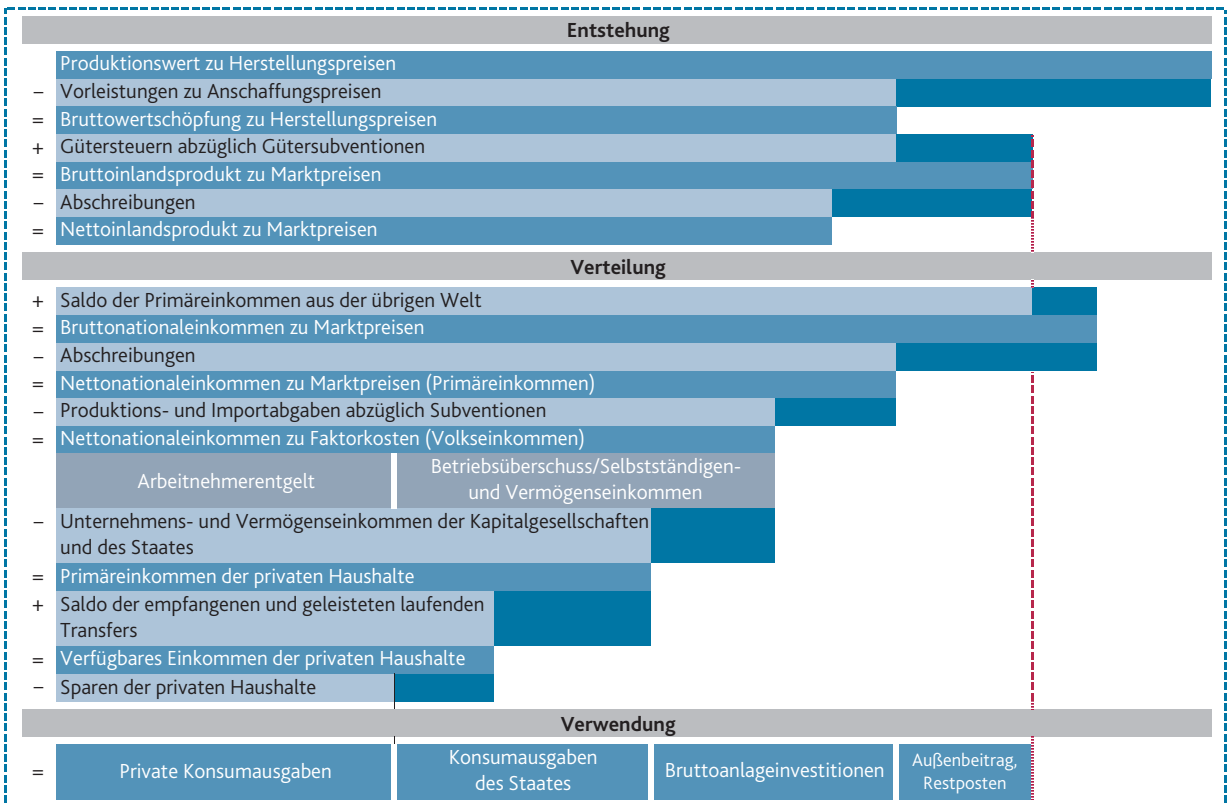 Entstehung
Produktionswert zu Herstellungspreisen
– Vorleistungen zu Anschaffungspreisen
= Bruttowertschöpfung zu Herstellungspreisen
+ Gütersteuern abzüglich Gütersubventionen
= Bruttoinlandsprodukt zu Marktpreisen
– Abschreibungen
= Nettoinlandsprodukt zu Marktpreisen
Verteilung
+ Saldo der Primäreinkommen aus der übrigen Welt
= Bruttonationaleinkommen zu Marktpreisen
– Abschreibungen
= Nettonationaleinkommen zu Marktpreisen (Primäreinkommen)
– Produktions- und Importabgaben abzüglich Subventionen
= Nettonationaleinkommen zu Faktorkosten (Volkseinkommen)
Arbeitnehmerentgelt
Betriebsüberschuss/Selbstständigen-
und Vermögenseinkommen
– Unternehmens- und Vermögenseinkommen der Kapitalgesellschaften
und des Staates
= Primäreinkommen der privaten Haushalte
+ Saldo der empfangenen und geleisteten laufenden
Transfers
= Verfügbares Einkommen der privaten Haushalte
– Sparen der privaten Haushalte
Verwendung
= Private Konsumausgaben
Konsumausgaben
des Staates
Bruttoanlageinvestitionen
Außenbeitrag,
Restposten